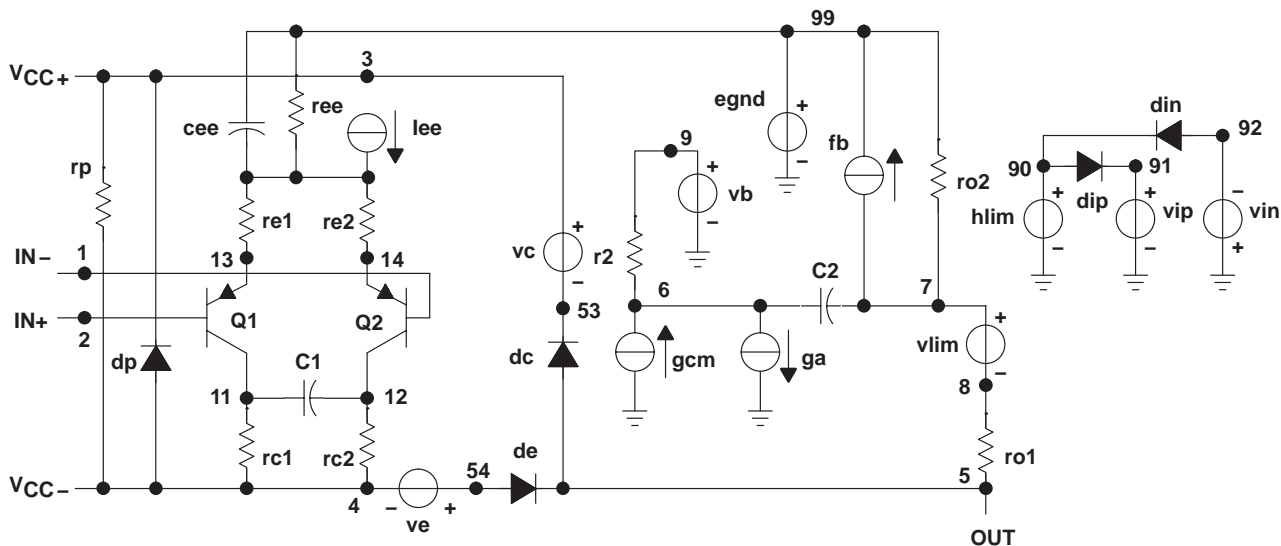 99
VCC+
3
ree
cee
Iee
egnd
+
−
fb
din
92
9
rp
vb
+
−
90
91
ro2
dip
hlim
+
−
vip
+
−
vin
−
+
re1
re2
IN−
1
13
14
vc
+
−
r2
6
C2
7
IN+
2
Q1
Q2
53
dp
dc
gcm
ga
vlim
+
−
C1
8
11
12
rc1
rc2
de
ro1
54
VCC−
4
−
ve
+
5
OUT